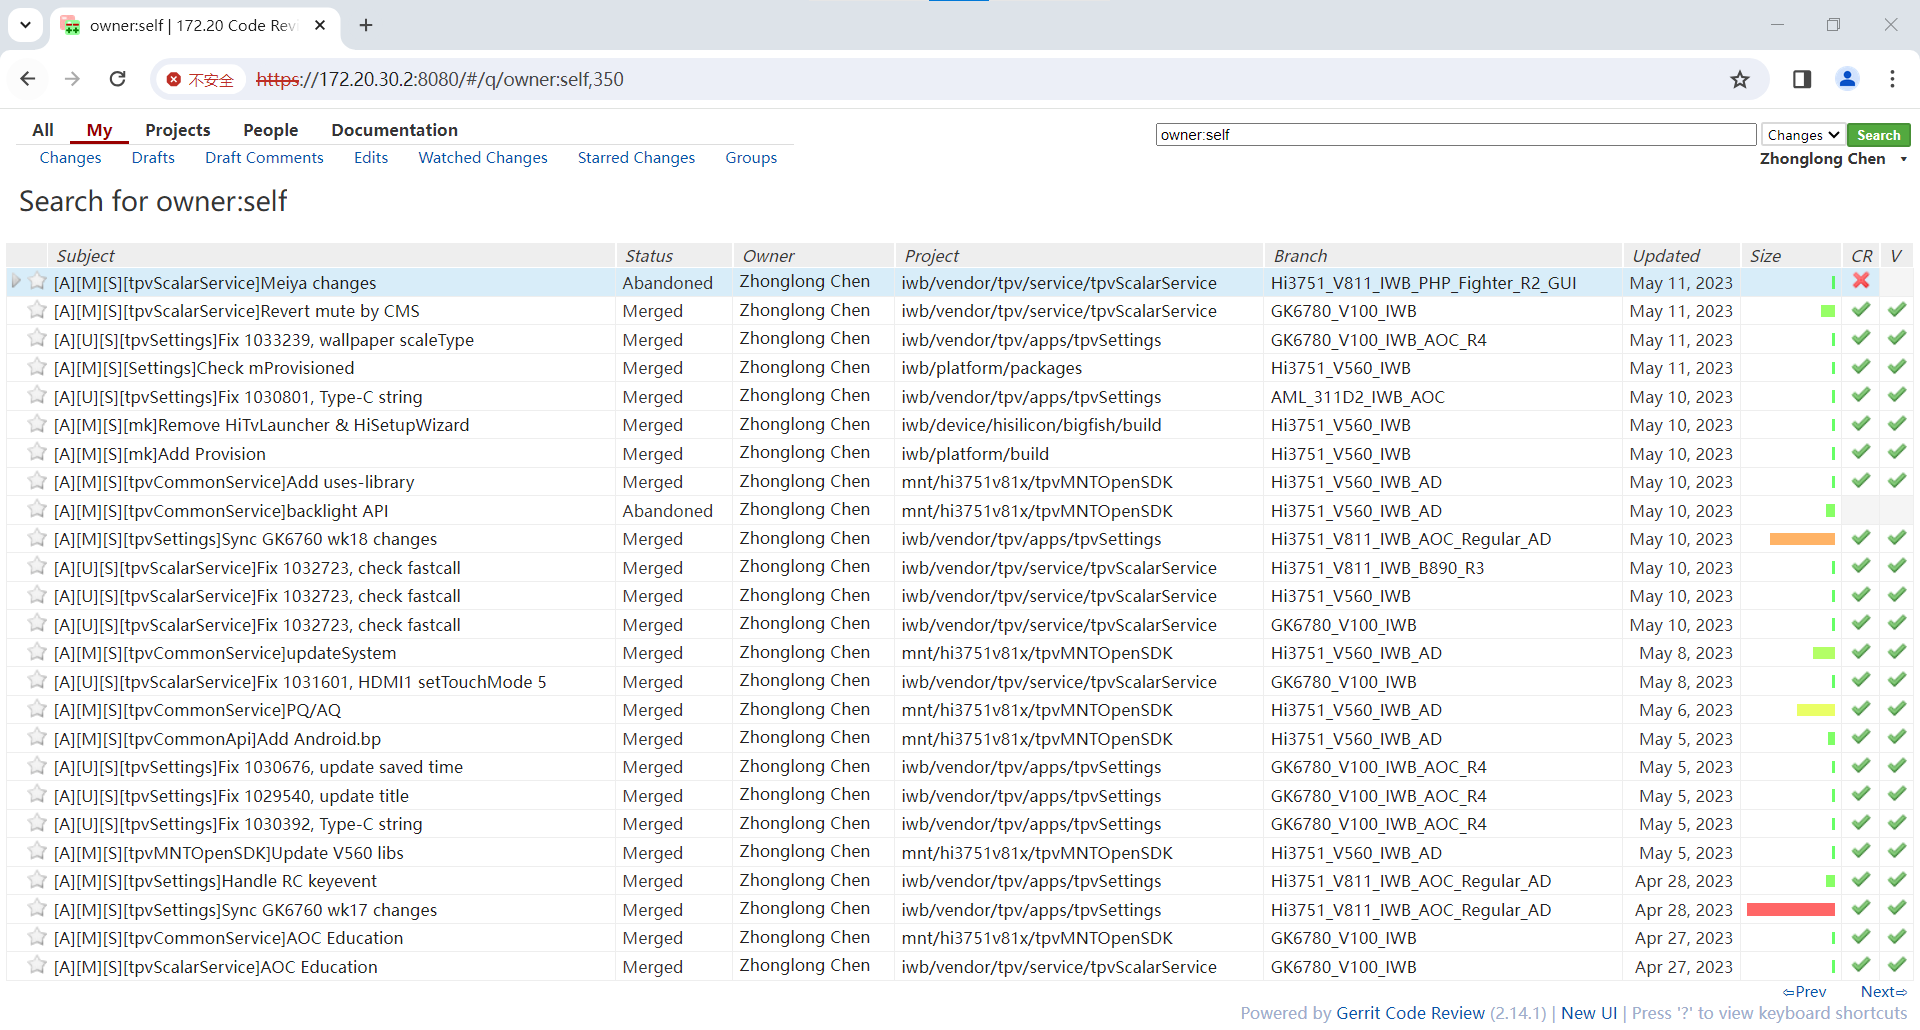 owner:self | 172.20 Code Rev
不安全 https://172.20.30.2:8080/#/q/owner:self,350
All My Projects People Documentation
owner:self Changes Search
Changes Drafts Draft Comments Edits Watched Changes Starred Changes Groups
Zhonglong Chen
Search for owner:self
Subject Status Owner Project Branch Updated Size CR V
[A][M][S][tpvScalarService]Meiya changes Abandoned Zhonglong Chen iwb/vendor/tpv/service/tpvScalarService Hi3751_V811_IWB_PHP_Fighter_R2_GUI May 11, 2023
[A][M][S][tpvScalarService]Revert mute by CMS Merged Zhonglong Chen iwb/vendor/tpv/service/tpvScalarService GK6780_V100_IWB May 11, 2023
[A][U][S][tpvSettings]Fix 1033239, wallpaper scaleType Merged Zhonglong Chen iwb/vendor/tpv/apps/tpvSettings GK6780_V100_IWB_AOC_R4 May 11, 2023
[A][M][S][Settings]Check mProvisioned Merged Zhonglong Chen iwb/platform/packages Hi3751_V560_IWB May 11, 2023
[A][U][S][tpvSettings]Fix 1030801, Type-C string Merged Zhonglong Chen iwb/vendor/tpv/apps/tpvSettings AML_311D2_IWB_AOC May 10, 2023
[A][M][S][mk]Remove HiTvLauncher & HiSetupWizard Merged Zhonglong Chen iwb/device/hisilicon/bigfish/build Hi3751_V560_IWB May 10, 2023
[A][M][S][mk]Add Provision Merged Zhonglong Chen iwb/platform/build Hi3751_V560_IWB May 10, 2023
[A][M][S][tpvCommonService]Add uses-library Merged Zhonglong Chen mnt/hi3751v81x/tpvMNTOpenSDK Hi3751_V560_IWB_AD May 10, 2023
[A][M][S][tpvCommonService]backlight API Abandoned Zhonglong Chen mnt/hi3751v81x/tpvMNTOpenSDK Hi3751_V560_IWB_AD May 10, 2023
[A][M][S][tpvSettings]Sync GK6760 wk18 changes Merged Zhonglong Chen iwb/vendor/tpv/apps/tpvSettings Hi3751_V811_IWB_AOC_Regular_AD May 10, 2023
[A][U][S][tpvScalarService]Fix 1032723, check fastcall Merged Zhonglong Chen iwb/vendor/tpv/service/tpvScalarService Hi3751_V811_IWB_B890_R3 May 10, 2023
[A][U][S][tpvScalarService]Fix 1032723, check fastcall Merged Zhonglong Chen iwb/vendor/tpv/service/tpvScalarService Hi3751_V560_IWB May 10, 2023
[A][U][S][tpvScalarService]Fix 1032723, check fastcall Merged Zhonglong Chen iwb/vendor/tpv/service/tpvScalarService GK6780_V100_IWB May 10, 2023
[A][M][S][tpvCommonService]updateSystem Merged Zhonglong Chen mnt/hi3751v81x/tpvMNTOpenSDK Hi3751_V560_IWB_AD May 8, 2023
[A][U][S][tpvScalarService]Fix 1031601, HDMI1 setTouchMode 5 Merged Zhonglong Chen iwb/vendor/tpv/service/tpvScalarService GK6780_V100_IWB May 8, 2023
[A][M][S][tpvCommonService]PQ/AQ Merged Zhonglong Chen mnt/hi3751v81x/tpvMNTOpenSDK Hi3751_V560_IWB_AD May 6, 2023
[A][M][S][tpvCommonApi]Add Android.bp Merged Zhonglong Chen mnt/hi3751v81x/tpvMNTOpenSDK Hi3751_V560_IWB_AD May 5, 2023
[A][U][S][tpvSettings]Fix 1030676, update saved time Merged Zhonglong Chen iwb/vendor/tpv/apps/tpvSettings GK6780_V100_IWB_AOC_R4 May 5, 2023
[A][U][S][tpvSettings]Fix 1029540, update title Merged Zhonglong Chen iwb/vendor/tpv/apps/tpvSettings GK6780_V100_IWB_AOC_R4 May 5, 2023
[A][U][S][tpvSettings]Fix 1030392, Type-C string Merged Zhonglong Chen iwb/vendor/tpv/apps/tpvSettings GK6780_V100_IWB_AOC_R4 May 5, 2023
[A][M][S][tpvMNTOpenSDK]Update V560 libs Merged Zhonglong Chen mnt/hi3751v81x/tpvMNTOpenSDK Hi3751_V560_IWB_AD May 5, 2023
[A][M][S][tpvSettings]Handle RC keyevent Merged Zhonglong Chen iwb/vendor/tpv/apps/tpvSettings Hi3751_V811_IWB_AOC_Regular_AD Apr 28, 2023
[A][M][S][tpvSettings]Sync GK6760 wk17 changes Merged Zhonglong Chen iwb/vendor/tpv/apps/tpvSettings Hi3751_V811_IWB_AOC_Regular_AD Apr 28, 2023
[A][M][S][tpvCommonService]AOC Education Merged Zhonglong Chen mnt/hi3751v81x/tpvMNTOpenSDK GK6780_V100_IWB Apr 27, 2023
[A][M][S][tpvScalarService]AOC Education Merged Zhonglong Chen iwb/vendor/tpv/service/tpvScalarService GK6780_V100_IWB Apr 27, 2023
⇦Prev Next⇨
Powered by Gerrit Code Review (2.14.1) | New UI | Press '?' to view keyboard shortcuts